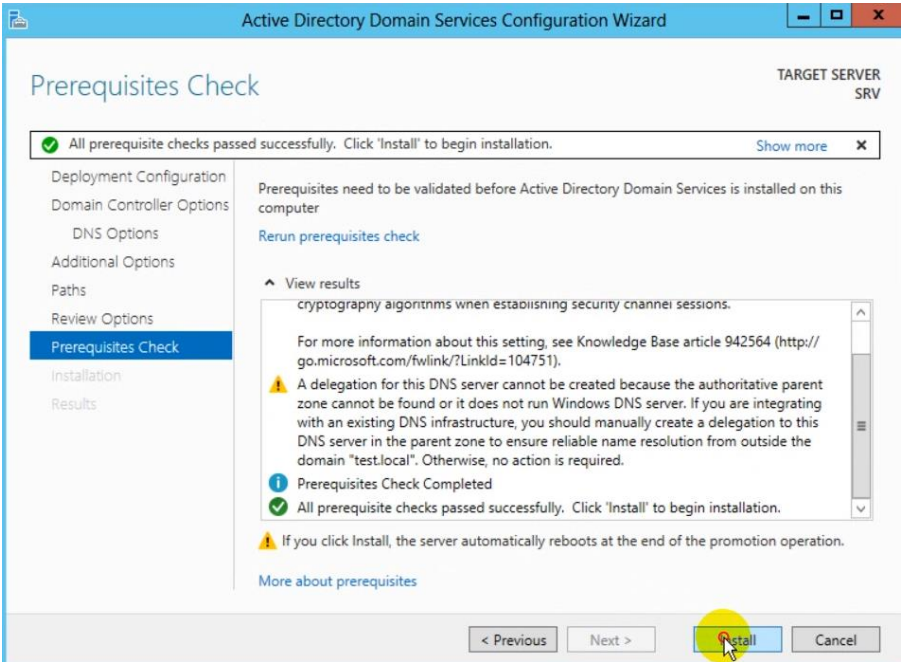 Active Directory Domain Services Configuration Wizard
Prerequisites Check
TARGET SERVER
SRV
All prerequisite checks passed successfully. Click 'Install' to begin installation.
Show more
Deployment Configuration
Domain Controller Options
DNS Options
Additional Options
Paths
Review Options
Prerequisites Check
Installation
Results
Prerequisites need to be validated before Active Directory Domain Services is installed on this
computer
Rerun prerequisites check
View results
cryptography algorithms when establishing security channel sessions.
For more information about this setting, see Knowledge Base article 942564 (http://
go.microsoft.com/fwlink/?LinkId=104751).
A delegation for this DNS server cannot be created because the authoritative parent
zone cannot be found or it does not run Windows DNS server. If you are integrating
with an existing DNS infrastructure, you should manually create a delegation to this
DNS server in the parent zone to ensure reliable name resolution from outside the
domain "test.local". Otherwise, no action is required.
Prerequisites Check Completed
All prerequisite checks passed successfully. Click 'Install' to begin installation.
If you click Install, the server automatically reboots at the end of the promotion operation.
More about prerequisites
< Previous
Next >
Install
Cancel